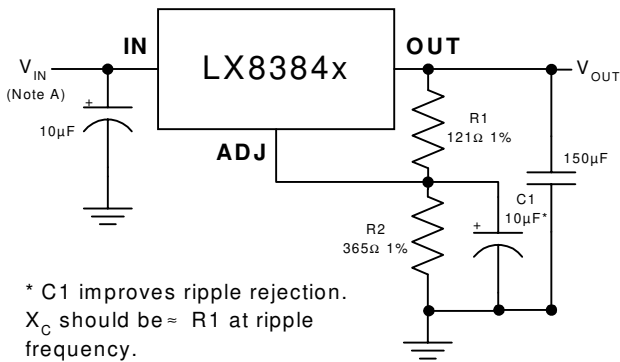 IN
LX8384x
OUT
V_IN
(Note A)
+
10µF
ADJ
V_OUT
R1
121Ω 1%
150µF
C1
10µF*
+
R2
365Ω 1%
* C1 improves ripple rejection.
X_C should be ≈ R1 at ripple
frequency.